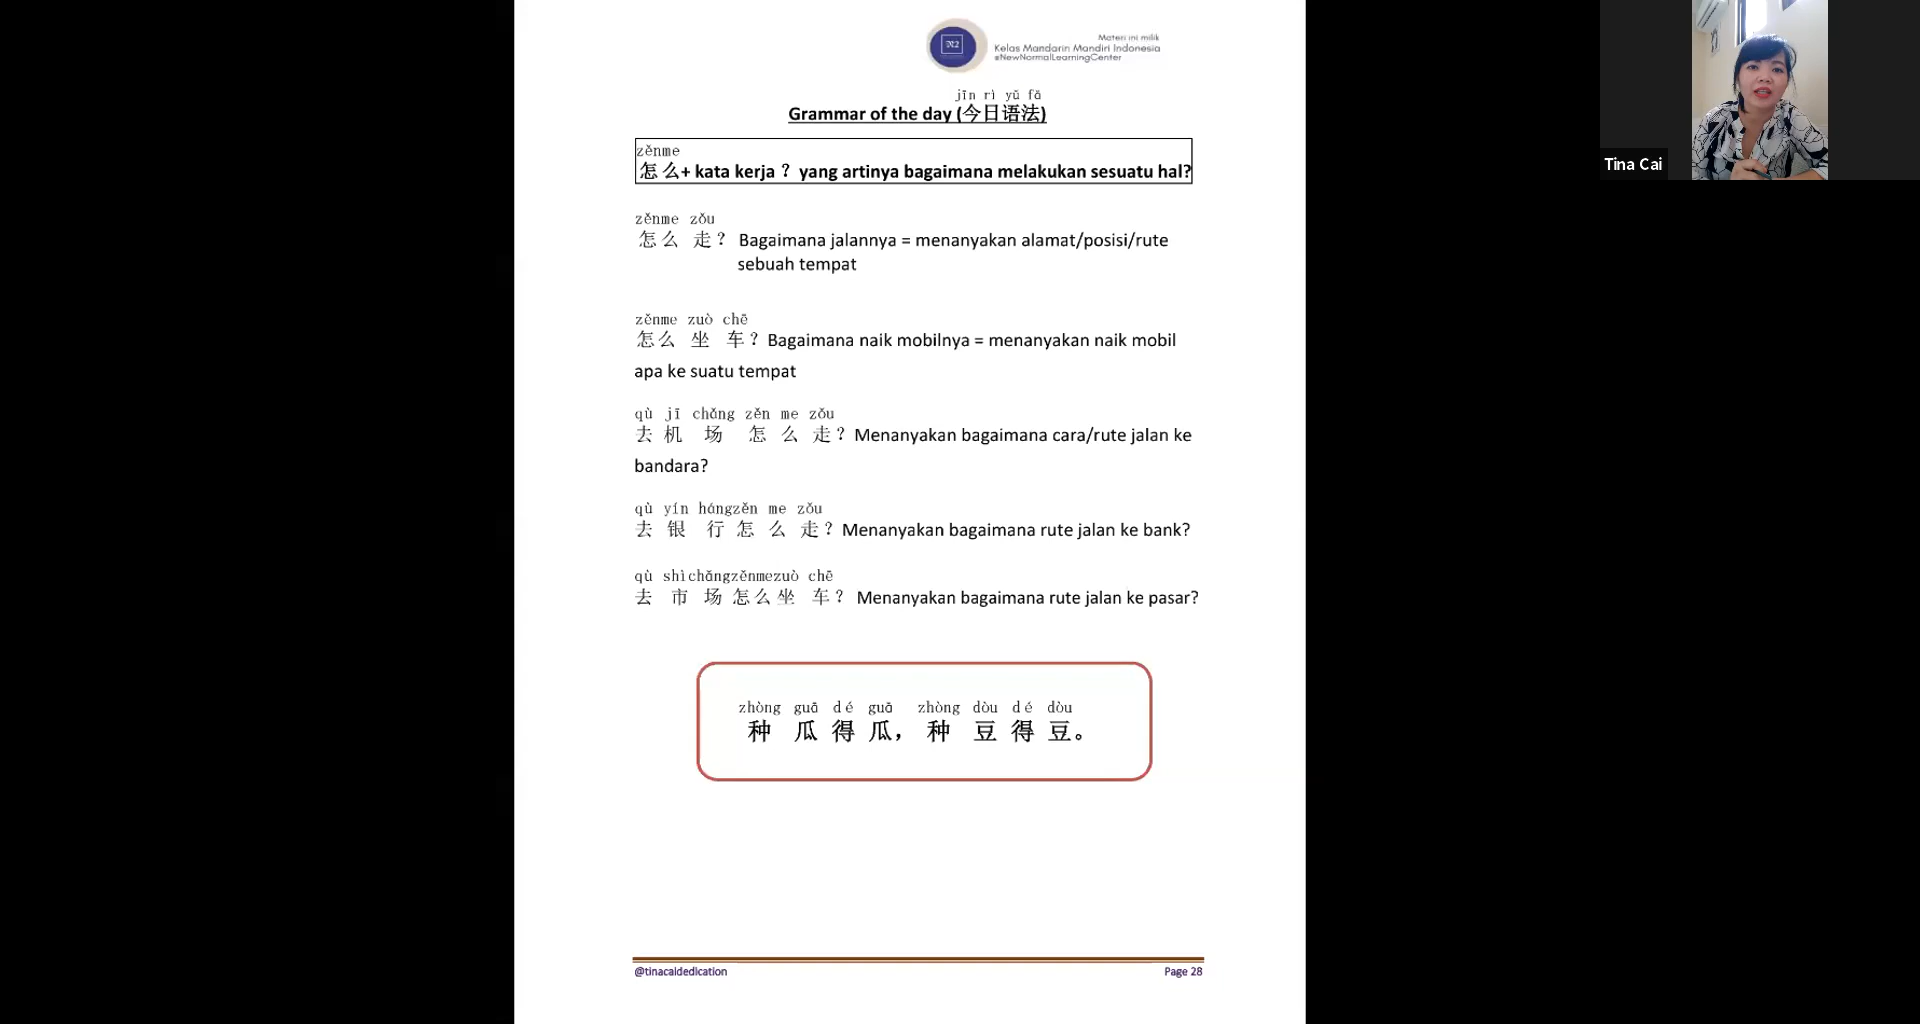 Materi ini milik
Kelas Mandarin Mandiri Indonesia
#NewNormalLearningCenter
jīn rì yǔ fǎ
Grammar of the day (今日语法)
zěnme
怎么+ kata kerja ? yang artinya bagaimana melakukan sesuatu hal?
zěnme zǒu
怎么 走? Bagaimana jalannya = menanyakan alamat/posisi/rute
sebuah tempat
zěnme zuò chē
怎么 坐 车? Bagaimana naik mobilnya = menanyakan naik mobil
apa ke suatu tempat
qù jī chǎng zěn me zǒu
去 机 场 怎 么 走? Menanyakan bagaimana cara/rute jalan ke
bandara?
qù yín hángzěn me zǒu
去 银 行 怎 么 走? Menanyakan bagaimana rute jalan ke bank?
qù shìchǎngzěnmezuò chē
去 市 场 怎么 坐 车? Menanyakan bagaimana rute jalan ke pasar?
zhòng guā dé guā zhòng dòu dé dòu
种 瓜 得 瓜, 种 豆 得 豆。
@tinacaidedication
Page 28
Tina Cai